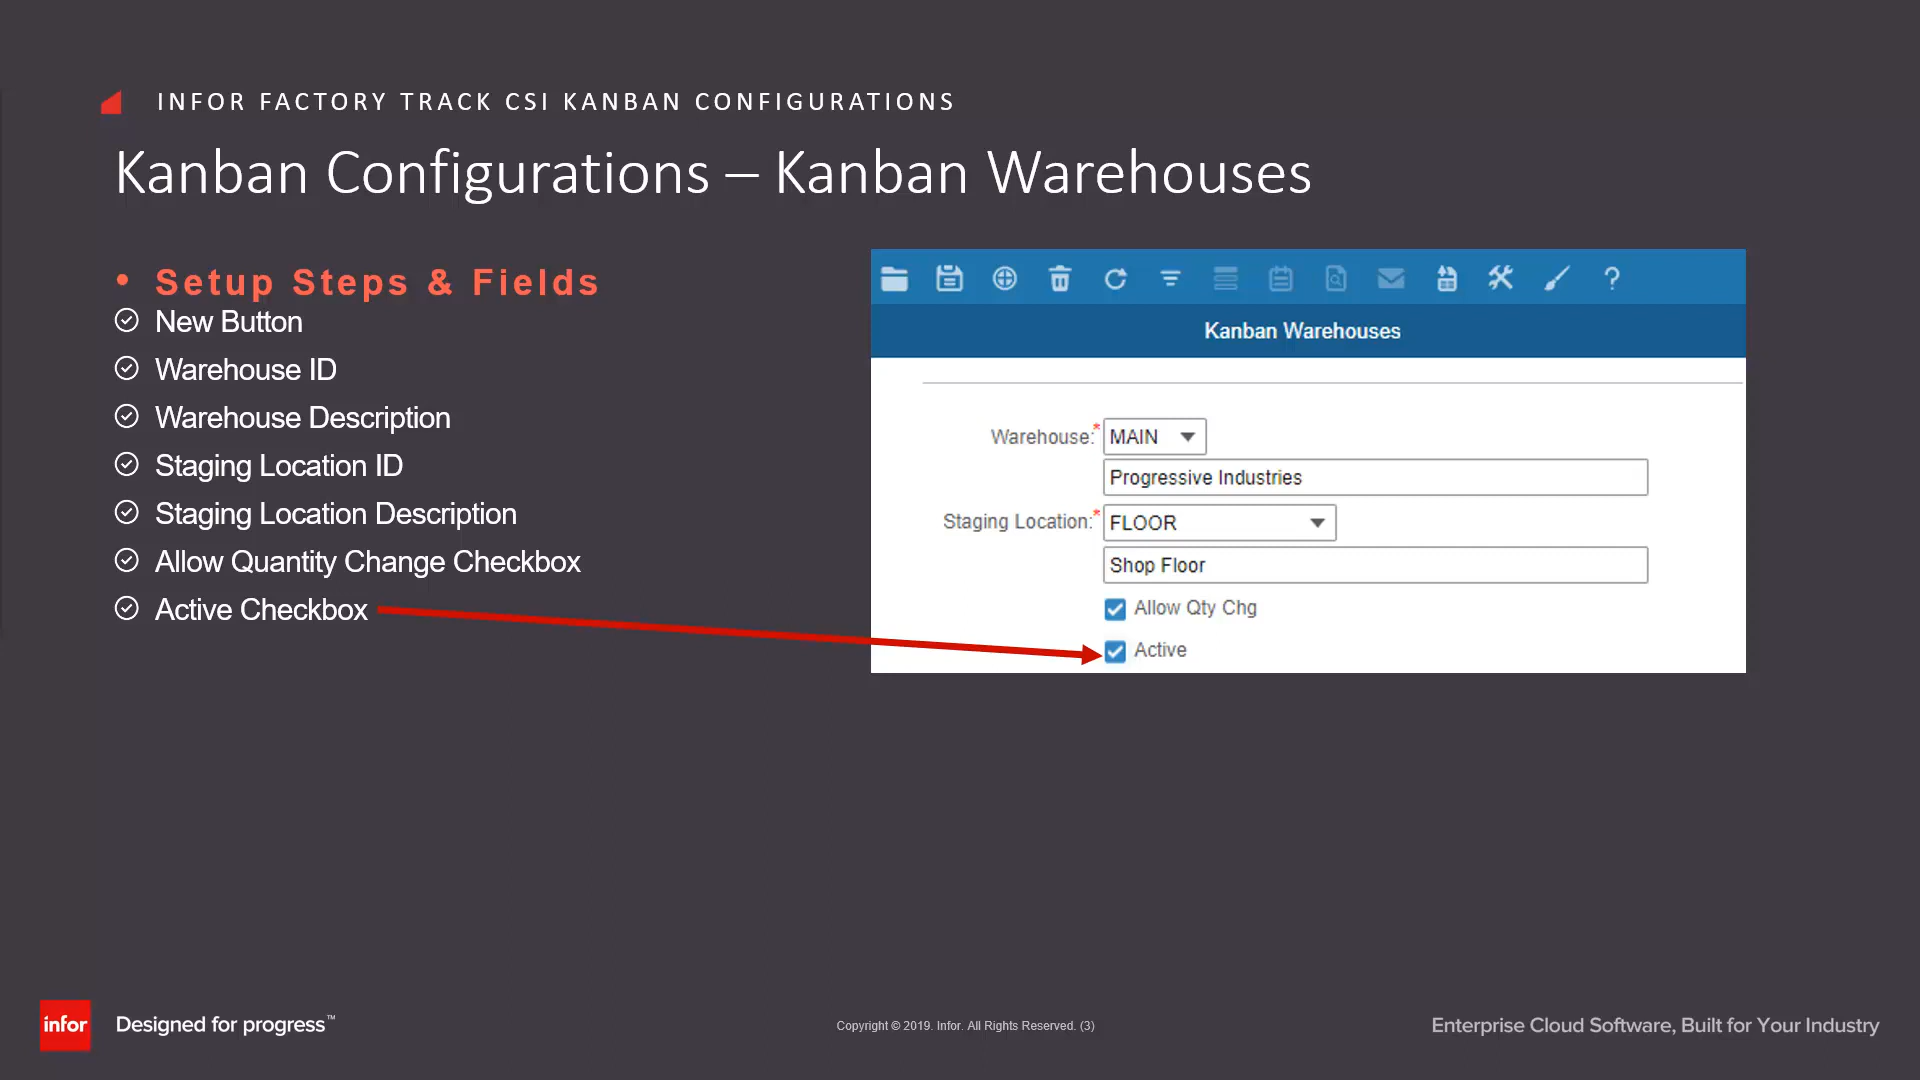 INFOR FACTORY TRACK CSI KANBAN CONFIGURATIONS
Kanban Configurations – Kanban Warehouses
• Setup Steps & Fields
New Button
Warehouse ID
Warehouse Description
Staging Location ID
Staging Location Description
Allow Quantity Change Checkbox
Active Checkbox
Kanban Warehouses
Warehouse:* MAIN
Progressive Industries
Staging Location:* FLOOR
Shop Floor
Allow Qty Chg
Active
infor
Designed for progress™
Copyright © 2019. Infor. All Rights Reserved. (3)
Enterprise Cloud Software, Built for Your Industry